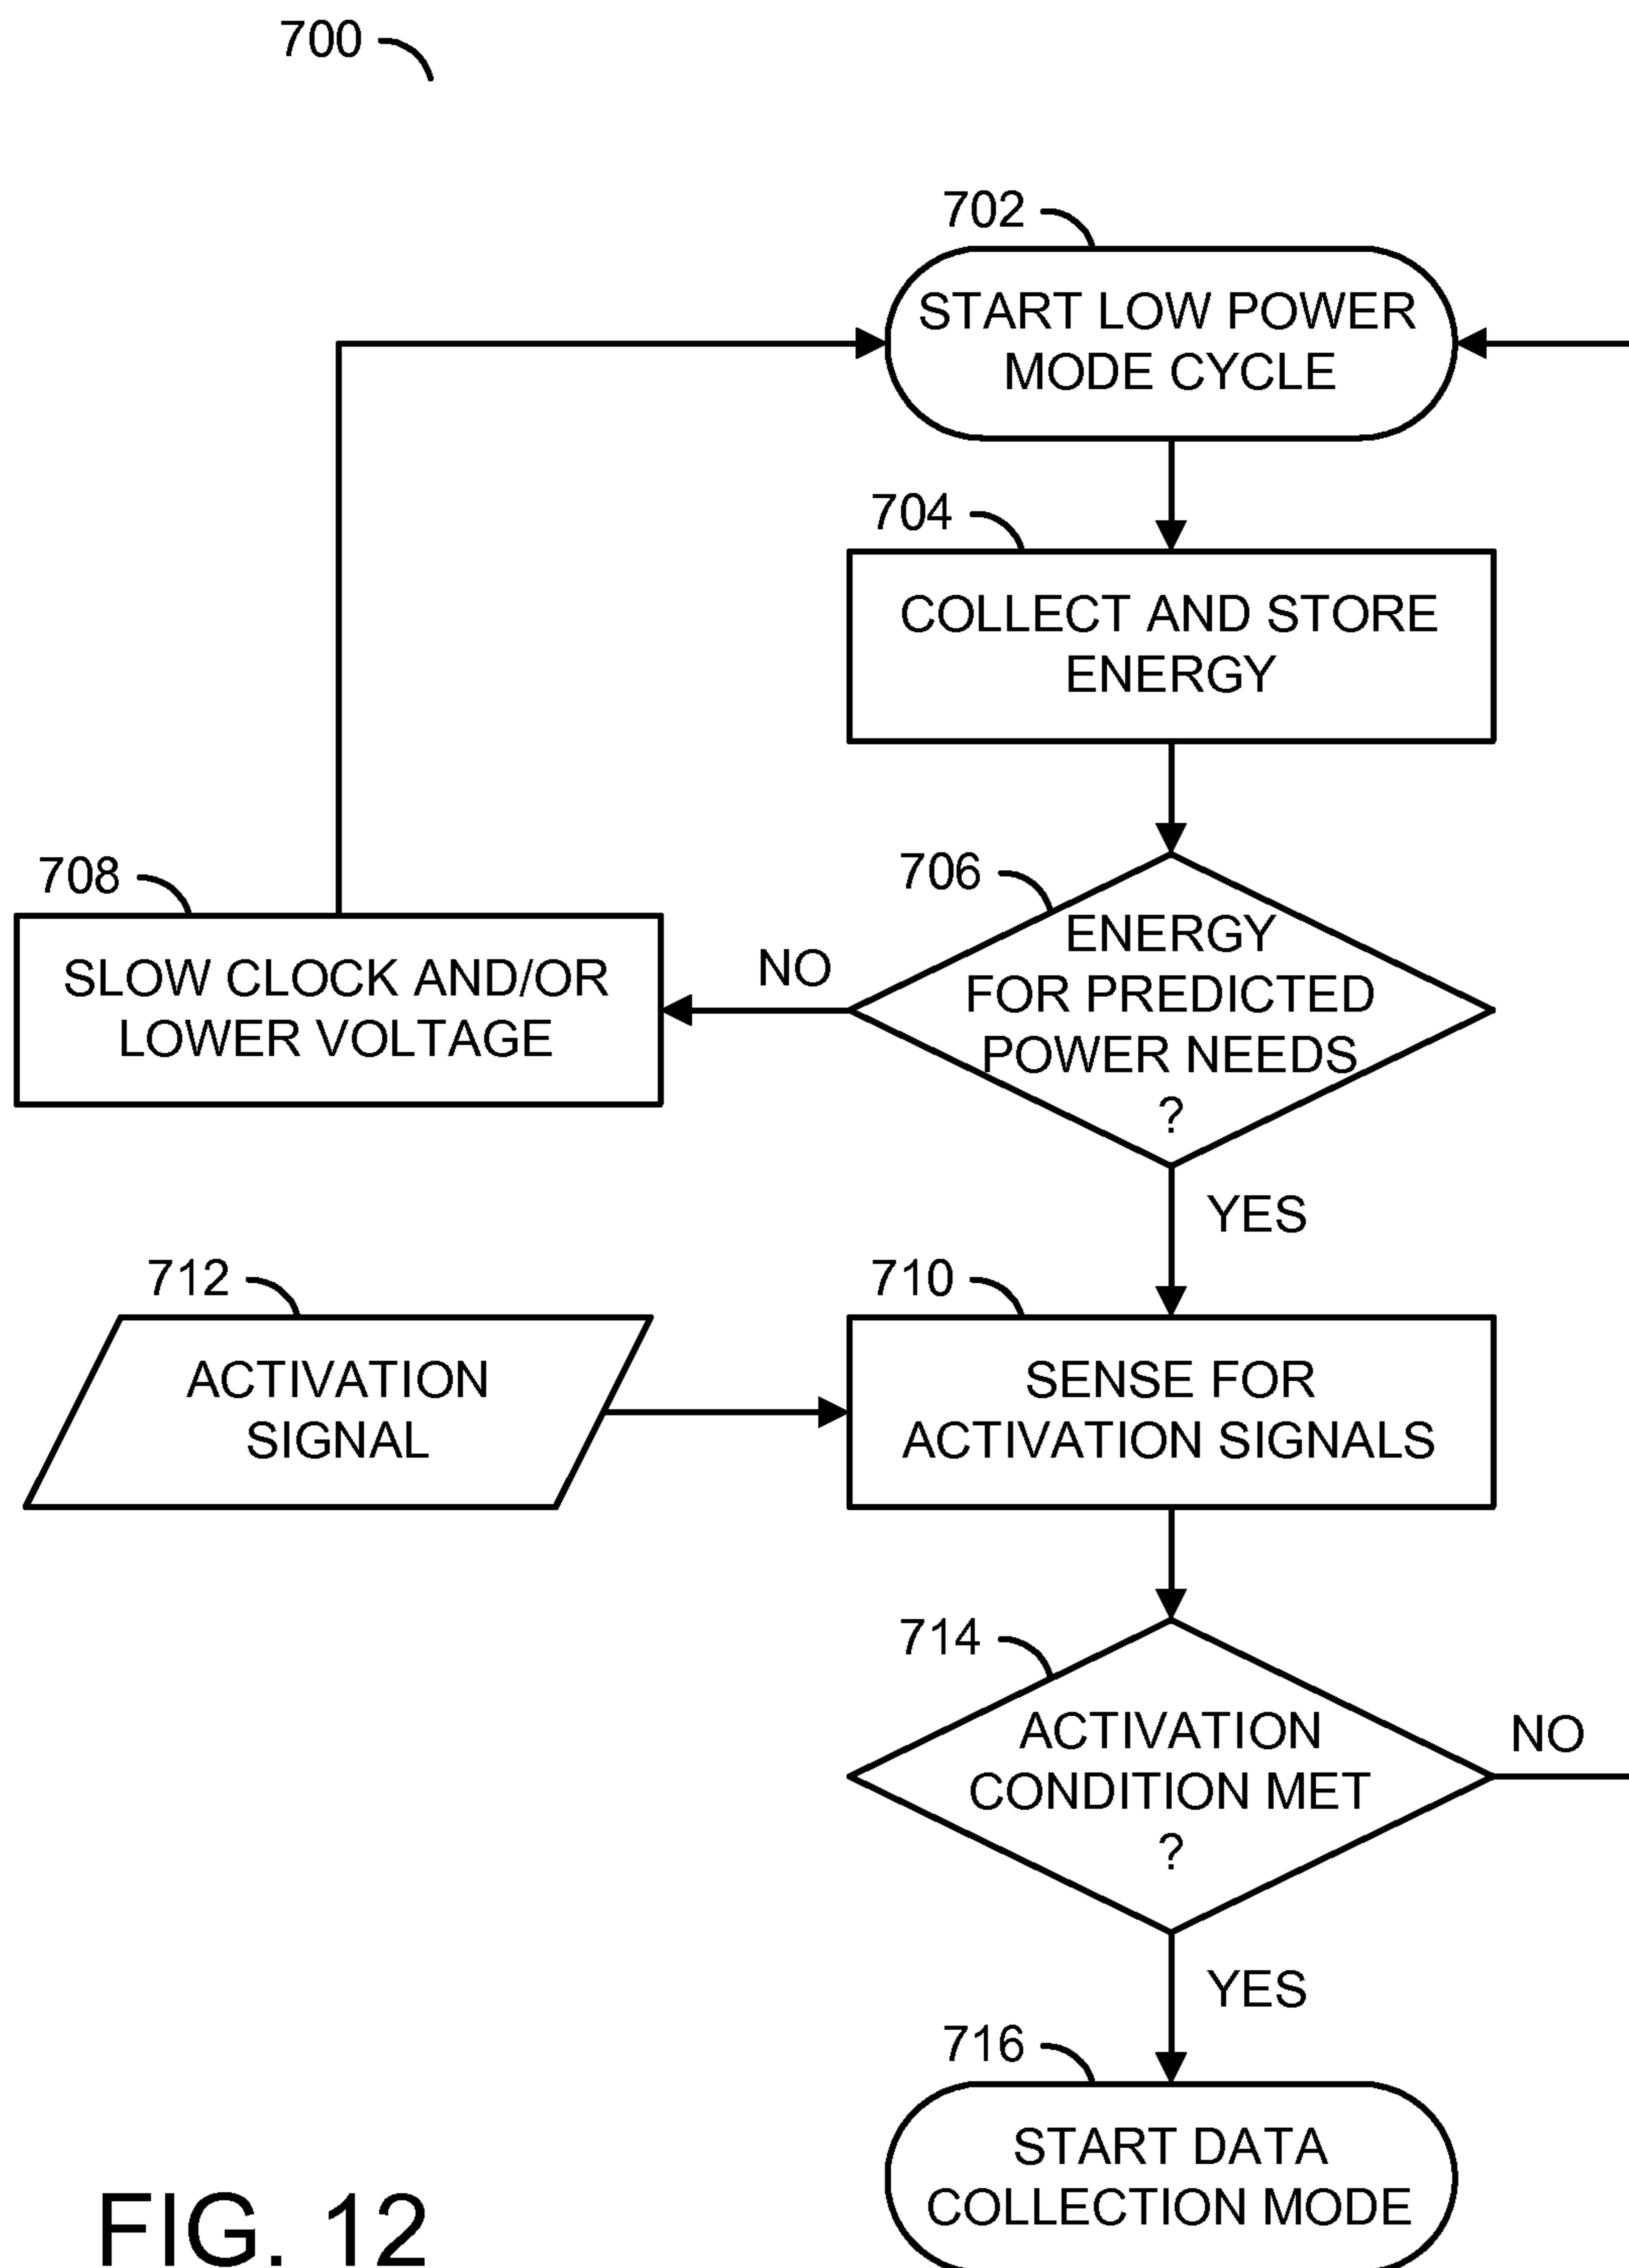 700
702
START LOW POWER
MODE CYCLE
704
COLLECT AND STORE
ENERGY
706
ENERGY
FOR PREDICTED
POWER NEEDS
?
NO
708
SLOW CLOCK AND/OR
LOWER VOLTAGE
YES
712
ACTIVATION
SIGNAL
710
SENSE FOR
ACTIVATION SIGNALS
714
ACTIVATION
CONDITION MET
?
NO
YES
716
START DATA
COLLECTION MODE
FIG. 12